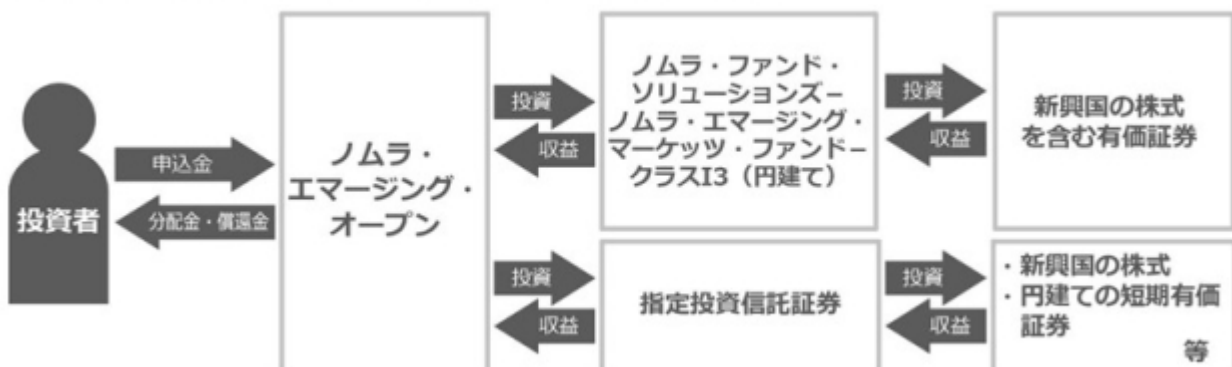 投資者
申込金
分配金・償還金
ノムラ・
エマージング・
オープン
投資
収益
ノムラ・ファンド・
ソリューションズ－
ノムラ・エマージング・
マーケッツ・ファンド－
クラスI3（円建て）
投資
収益
新興国の株式
を含む有価証券
投資
収益
指定投資信託証券
投資
収益
・新興国の株式
・円建ての短期有価
証券
等